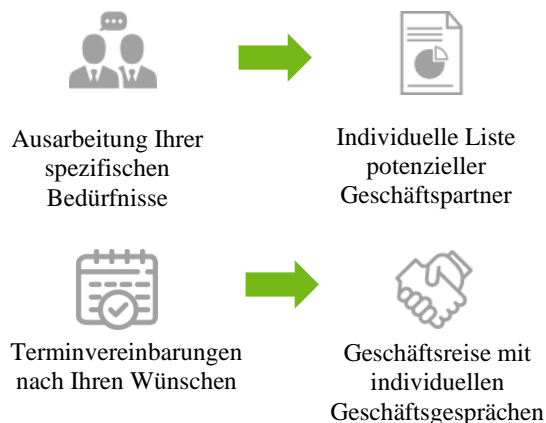 Ausarbeitung Ihrer
spezifischen
Bedürfnisse
Individuelle Liste
potenzieller
Geschäftspartner
Terminvereinbarungen
nach Ihren Wünschen
Geschäftsreise mit
individuellen
Geschäftsgesprächen